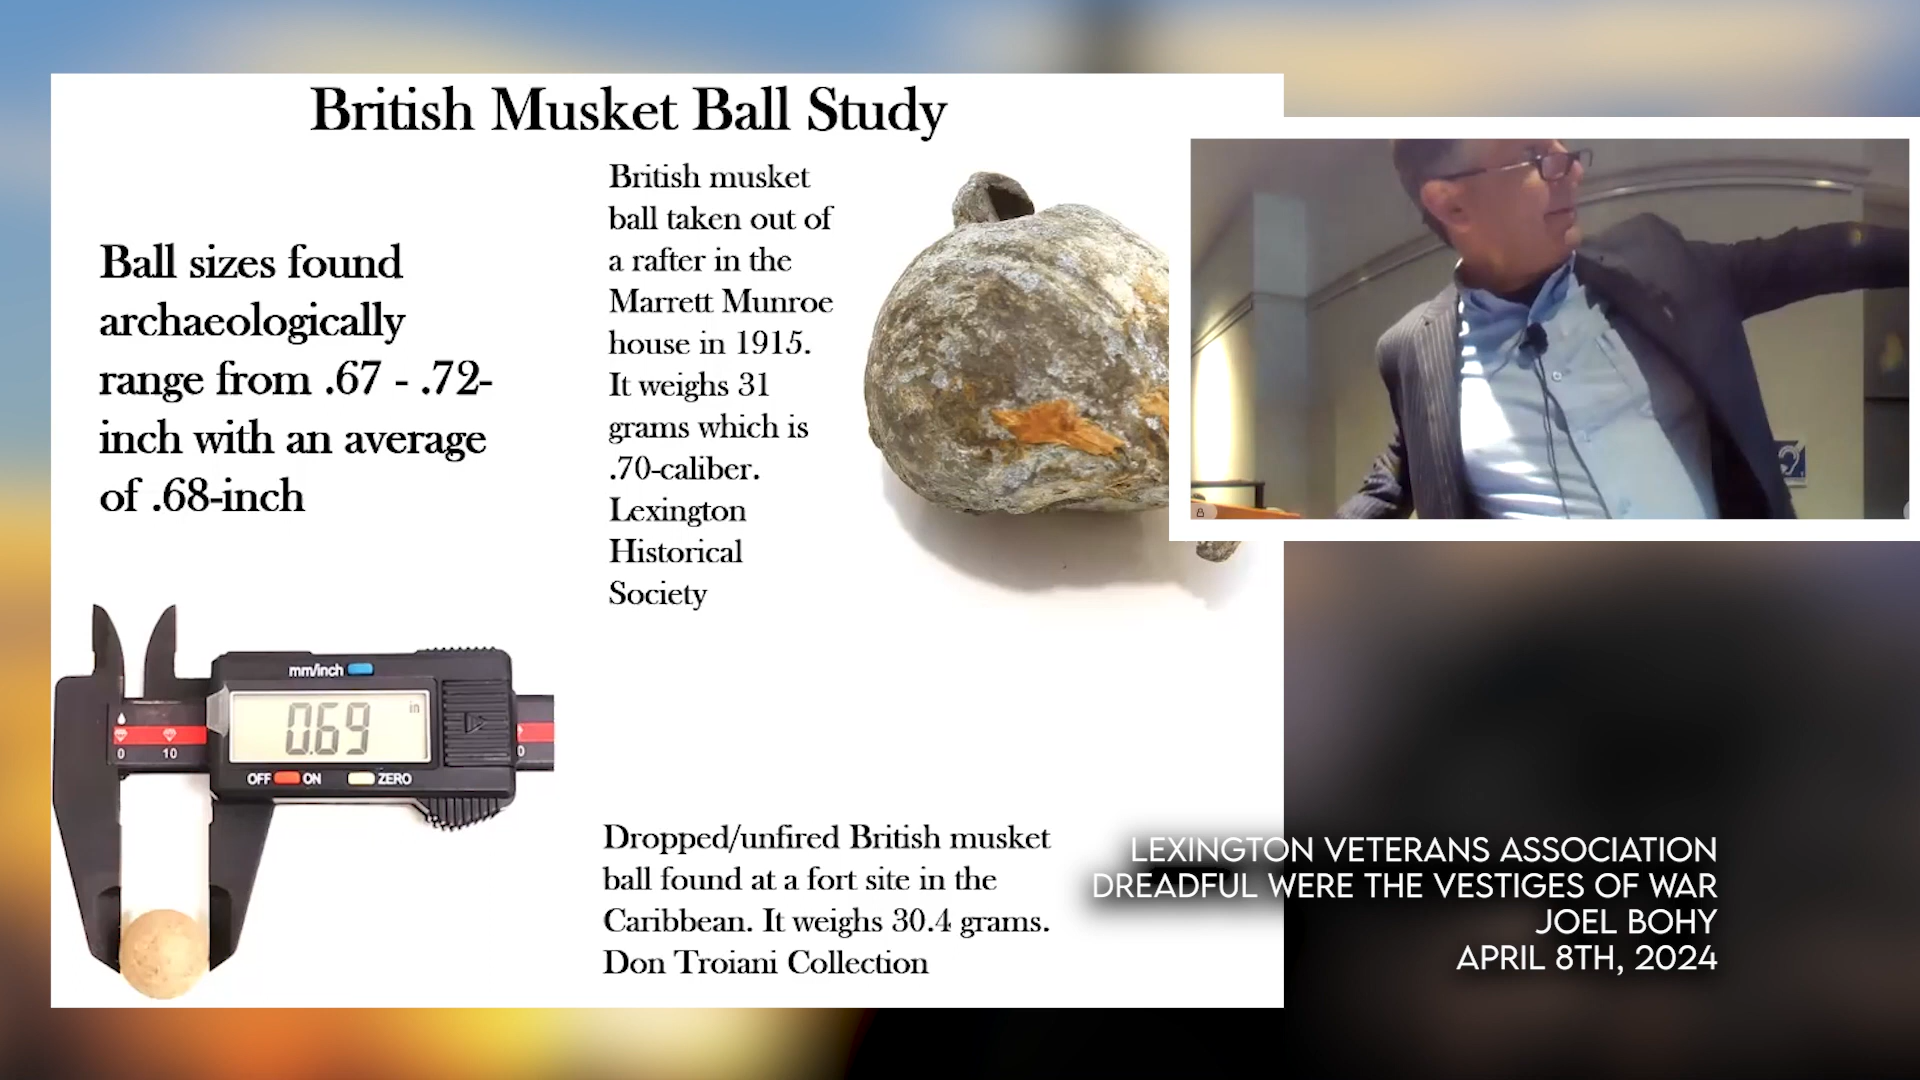 British Musket Ball Study
Ball sizes found
archaeologically
range from .67 - .72-
inch with an average
of .68-inch
British musket
ball taken out of
a rafter in the
Marrett Munroe
house in 1915.
It weighs 31
grams which is
.70-caliber.
Lexington
Historical
Society
mm/inch
0.69
in
0
10
0
OFF ON
ZERO
Dropped/unfired British musket
ball found at a fort site in the
Caribbean. It weighs 30.4 grams.
Don Troiani Collection
LEXINGTON VETERANS ASSOCIATION
DREADFUL WERE THE VESTIGES OF WAR
JOEL BOHY
APRIL 8TH, 2024